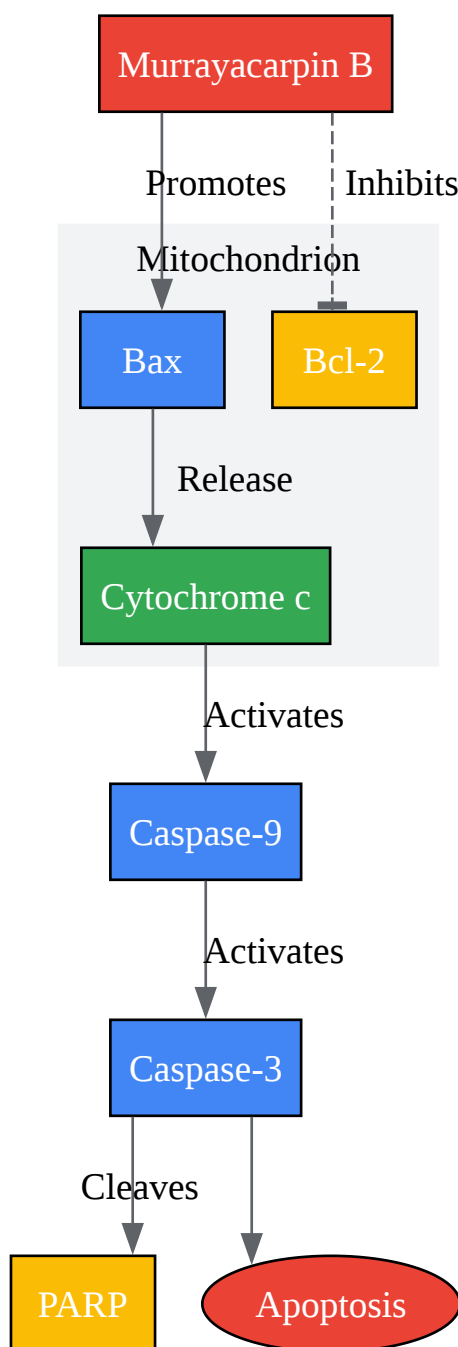 Murrayacarpin B
Promotes
Inhibits
Mitochondrion
Bax
Bcl-2
Release
Cytochrome c
Activates
Caspase-9
Activates
Caspase-3
Cleaves
PARP
Apoptosis